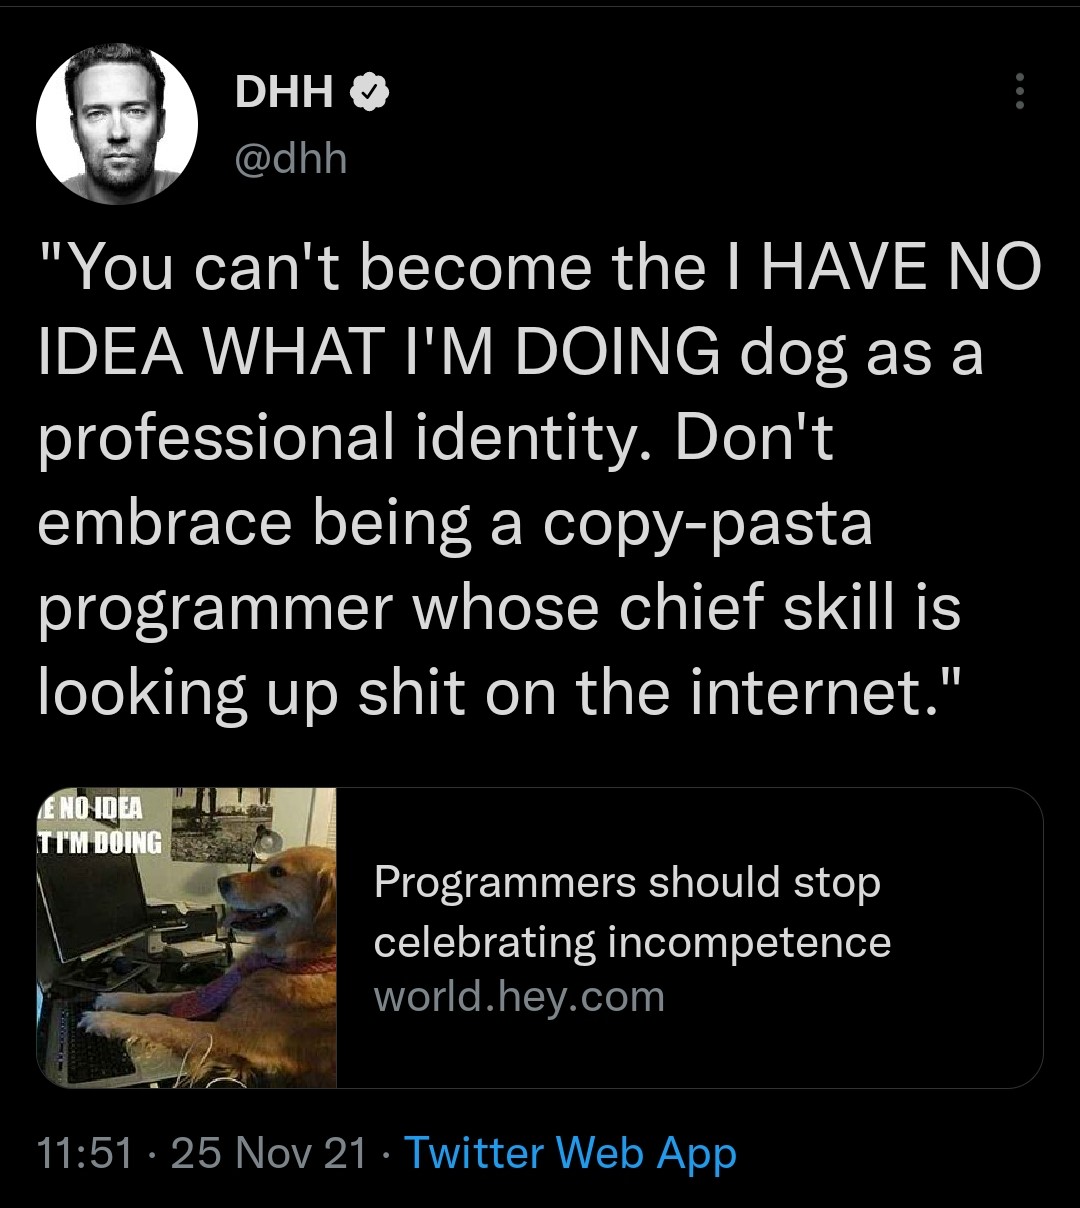 DHH
@dhh
"You can't become the I HAVE NO
IDEA WHAT I'M DOING dog as a
professional identity. Don't
embrace being a copy-pasta
programmer whose chief skill is
looking up shit on the internet."
E NO IDEA
T I'M DOING
Programmers should stop
celebrating incompetence
world.hey.com
11:51 · 25 Nov 21 · Twitter Web App